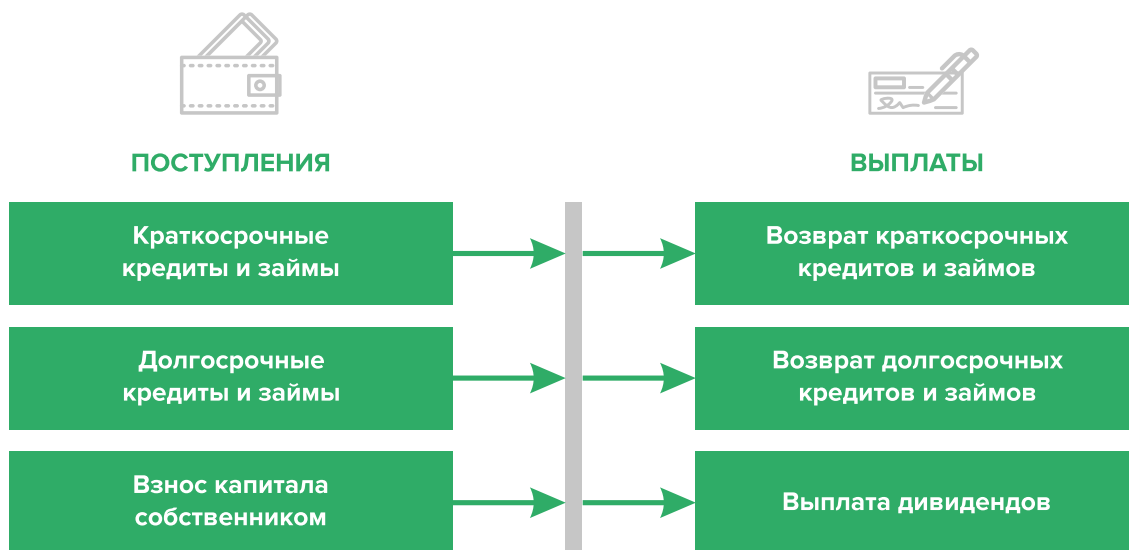 ПОСТУПЛЕНИЯ
ВЫПЛАТЫ
Краткосрочные
кредиты и займы
Возврат краткосрочных
кредитов и займов
Долгосрочные
кредиты и займы
Возврат долгосрочных
кредитов и займов
Взнос капитала
собственником
Выплата дивидендов